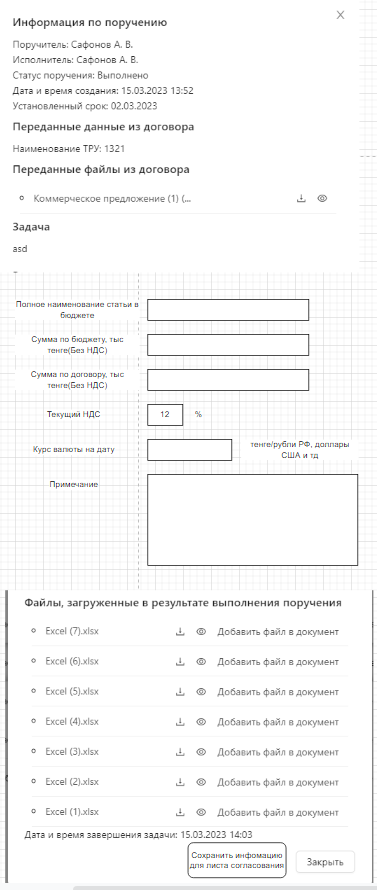 Информация по поручению
Поручитель: Сафонов А. В.
Исполнитель: Сафонов А. В.
Статус поручения: Выполнено
Дата и время создания: 15.03.2023 13:52
Установленный срок: 02.03.2023
Переданные данные из договора
Наименование ТРУ: 1321
Переданные файлы из договора
Коммерческое предложение (1) (...
Задача
asd
Полное наименование статьи в
бюджете
Сумма по бюджету, тыс
тенге(Без НДС)
Сумма по договору, тыс
тенге(Без НДС)
Текущий НДС 12 %
Курс валюты на дату
тенге/рубли РФ, доллары
США и тд
Примечание
Файлы, загруженные в результате выполнения поручения
Excel (7).xlsx Добавить файл в документ
Excel (6).xlsx Добавить файл в документ
Excel (5).xlsx Добавить файл в документ
Excel (4).xlsx Добавить файл в документ
Excel (3).xlsx Добавить файл в документ
Excel (2).xlsx Добавить файл в документ
Excel (1).xlsx Добавить файл в документ
Дата и время завершения задачи: 15.03.2023 14:03
Сохранить инфомацию
для листа согласования
Закрыть